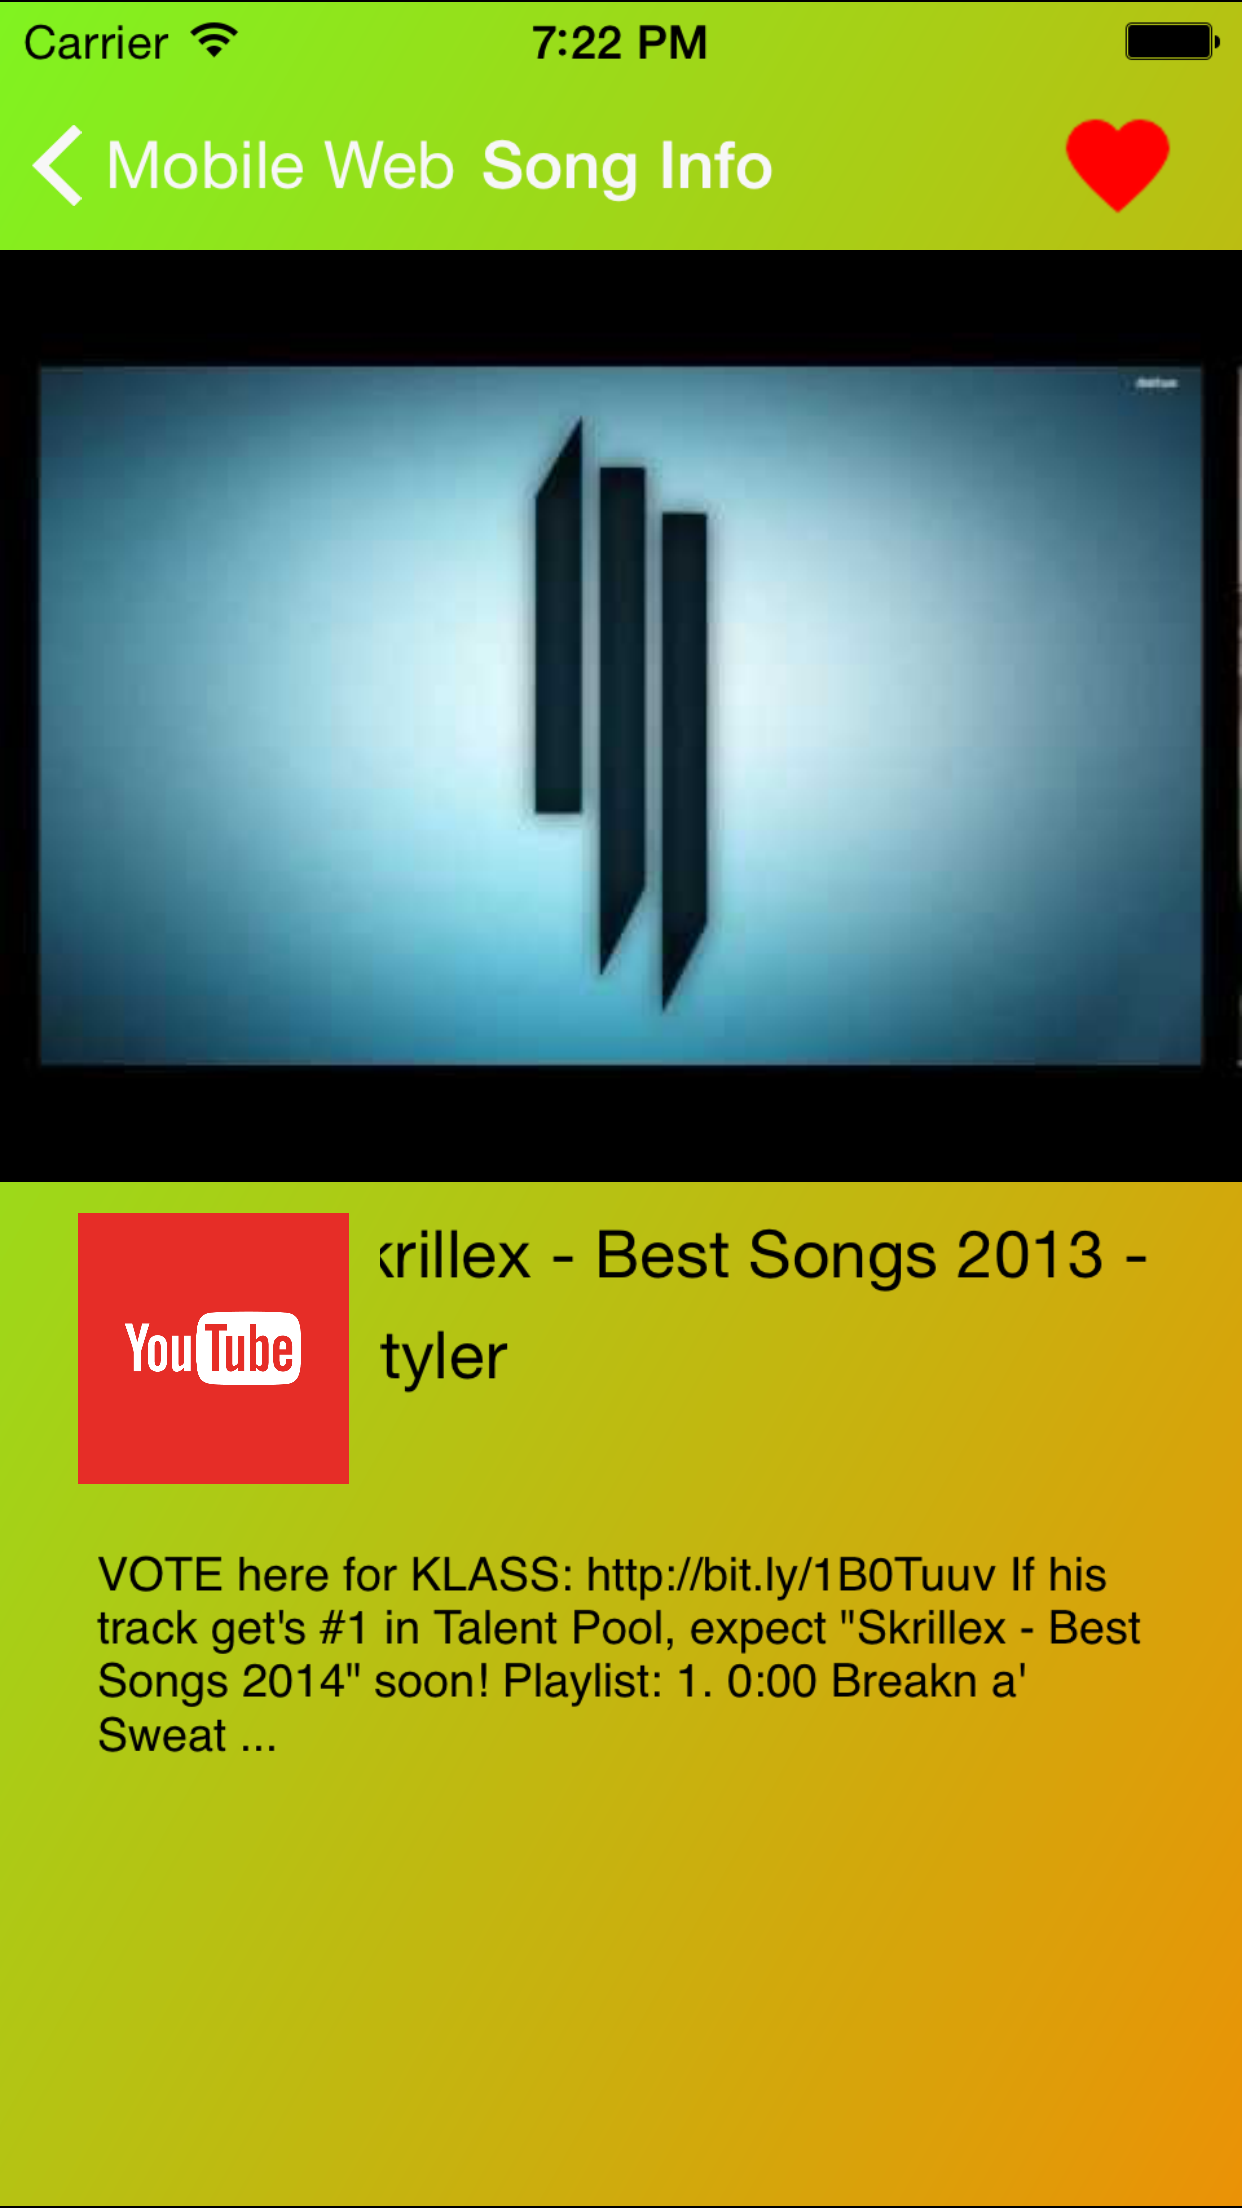 Carrier 7:22 PM
Mobile Web Song Info
krillex - Best Songs 2013 -
tyler
YouTube
VOTE here for KLASS: http://bit.ly/1B0Tuuv If his
track get's #1 in Talent Pool, expect "Skrillex - Best
Songs 2014" soon! Playlist: 1. 0:00 Breakn a'
Sweat ...